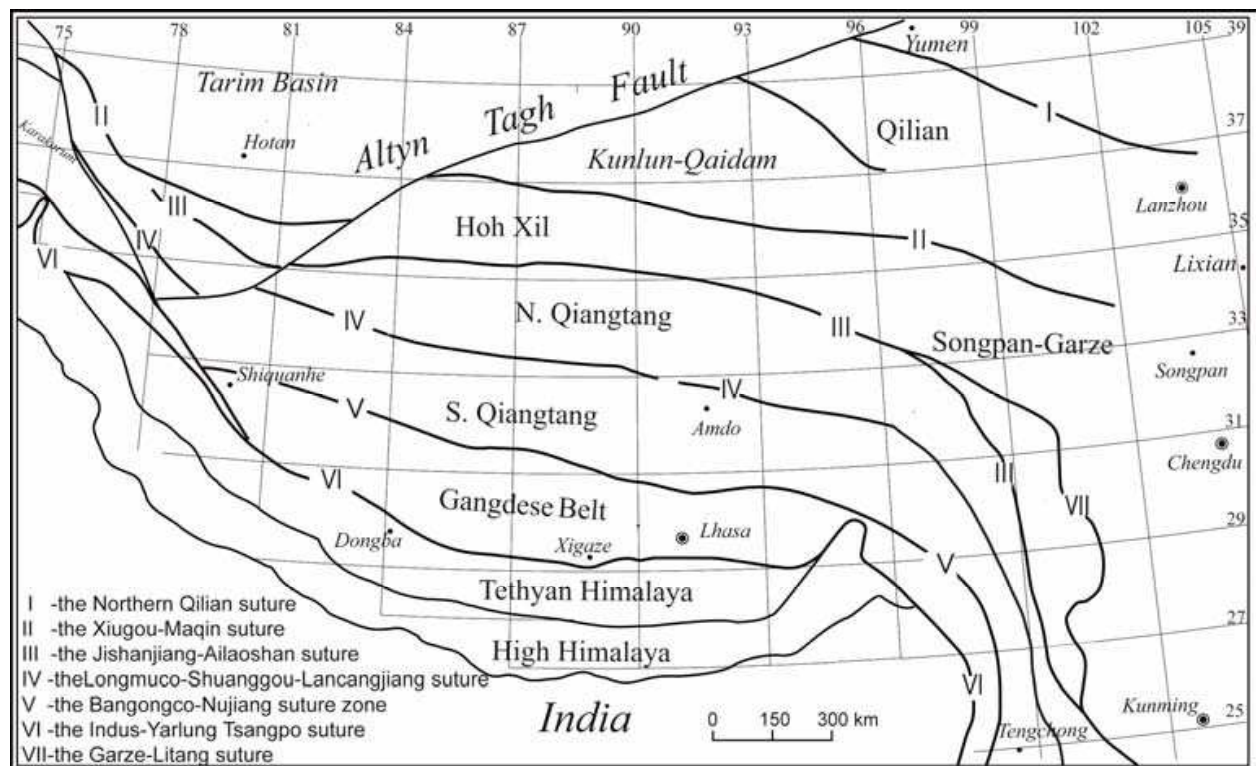 75 78 81 84 87 90 93 96 99 102 105 39
Yumen
Tarim Basin
Altyn Tagh Fault
I
II
Qilian
37
Karakorum
Hotan
Kunlun-Qaidam
Lanzhou
III
Hoh Xil
II
35
IV
VI
Lixian
N. Qiangtang
IV
III
33
Songpan-Garze
Songpan
Shiquanhe
IV
V
S. Qiangtang
Amdo
31
Chengdu
VI
III
Gangdese Belt
VII
Lhasa
29
Dongba
Xigaze
V
Tethyan Himalaya
27
High Himalaya
VI
India
0 150 300 km
Kunming
25
Tengchong
I -the Northern Qilian suture
II -the Xiugou-Maqin suture
III -the Jishanjiang-Ailaoshan suture
IV -theLongmuco-Shuanggou-Lancangjiang suture
V -the Bangongco-Nujiang suture zone
VI -the Indus-Yarlung Tsangpo suture
VII-the Garze-Litang suture